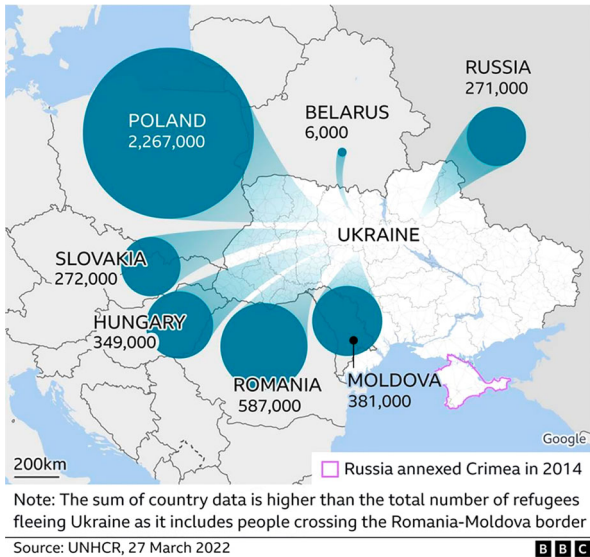 RUSSIA
271,000
BELARUS
6,000
POLAND
2,267,000
UKRAINE
SLOVAKIA
272,000
HUNGARY
349,000
ROMANIA
587,000
MOLDOVA
381,000
Google
200km
Russia annexed Crimea in 2014
Note: The sum of country data is higher than the total number of refugees
fleeing Ukraine as it includes people crossing the Romania-Moldova border
Source: UNHCR, 27 March 2022
BBC